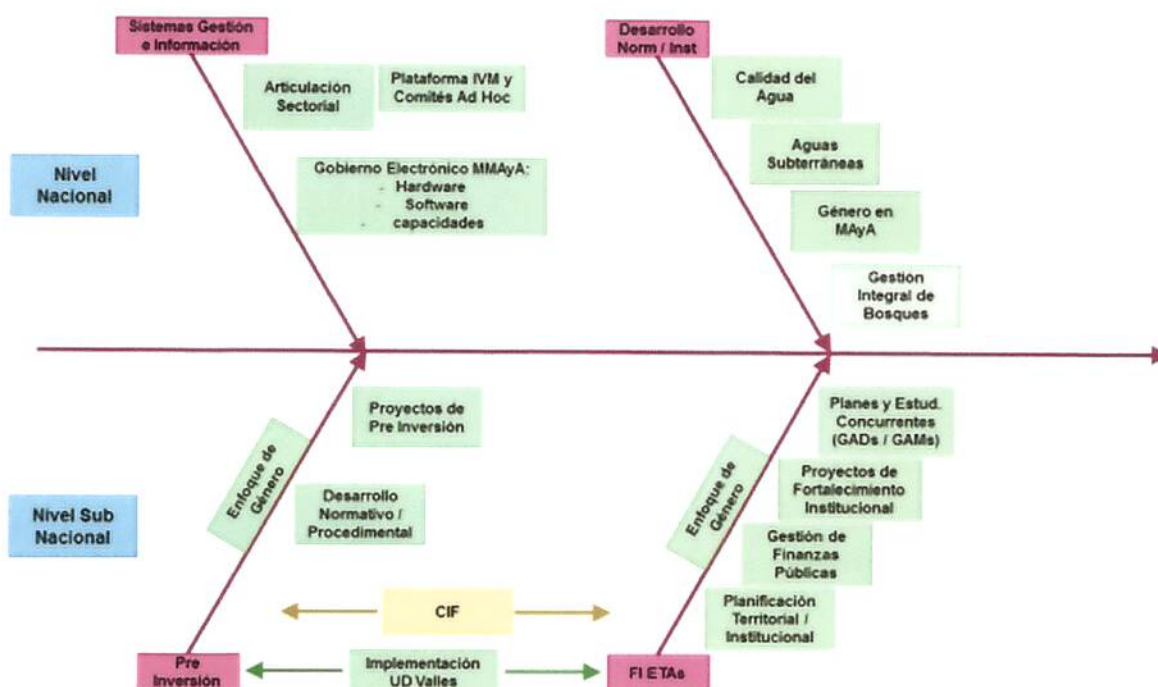 Sistemas Gestión
e Información
Desarrollo
Norm / Inst
Articulación
Sectorial
Plataforma IVM y
Comités Ad Hoc
Calidad del
Agua
Nivel
Nacional
Gobierno Electrónico MMAyA:
- Hardware
- Software
- capacidades
Aguas
Subterráneas
Género en
MAyA
Gestión
Integral de
Bosques
Proyectos de
Pre Inversión
Planes y Estud.
Concurrentes
(GADs / GAMs)
Enfoque de
Género
Enfoque de
Género
Proyectos de
Fortalecimiento
Institucional
Nivel Sub
Nacional
Desarrollo
Normativo /
Procedimental
Gestión de
Finanzas
Públicas
CIF
Planificación
Territorial /
Institucional
Pre
Inversión
Implementación
UD Valles
FI ETAs